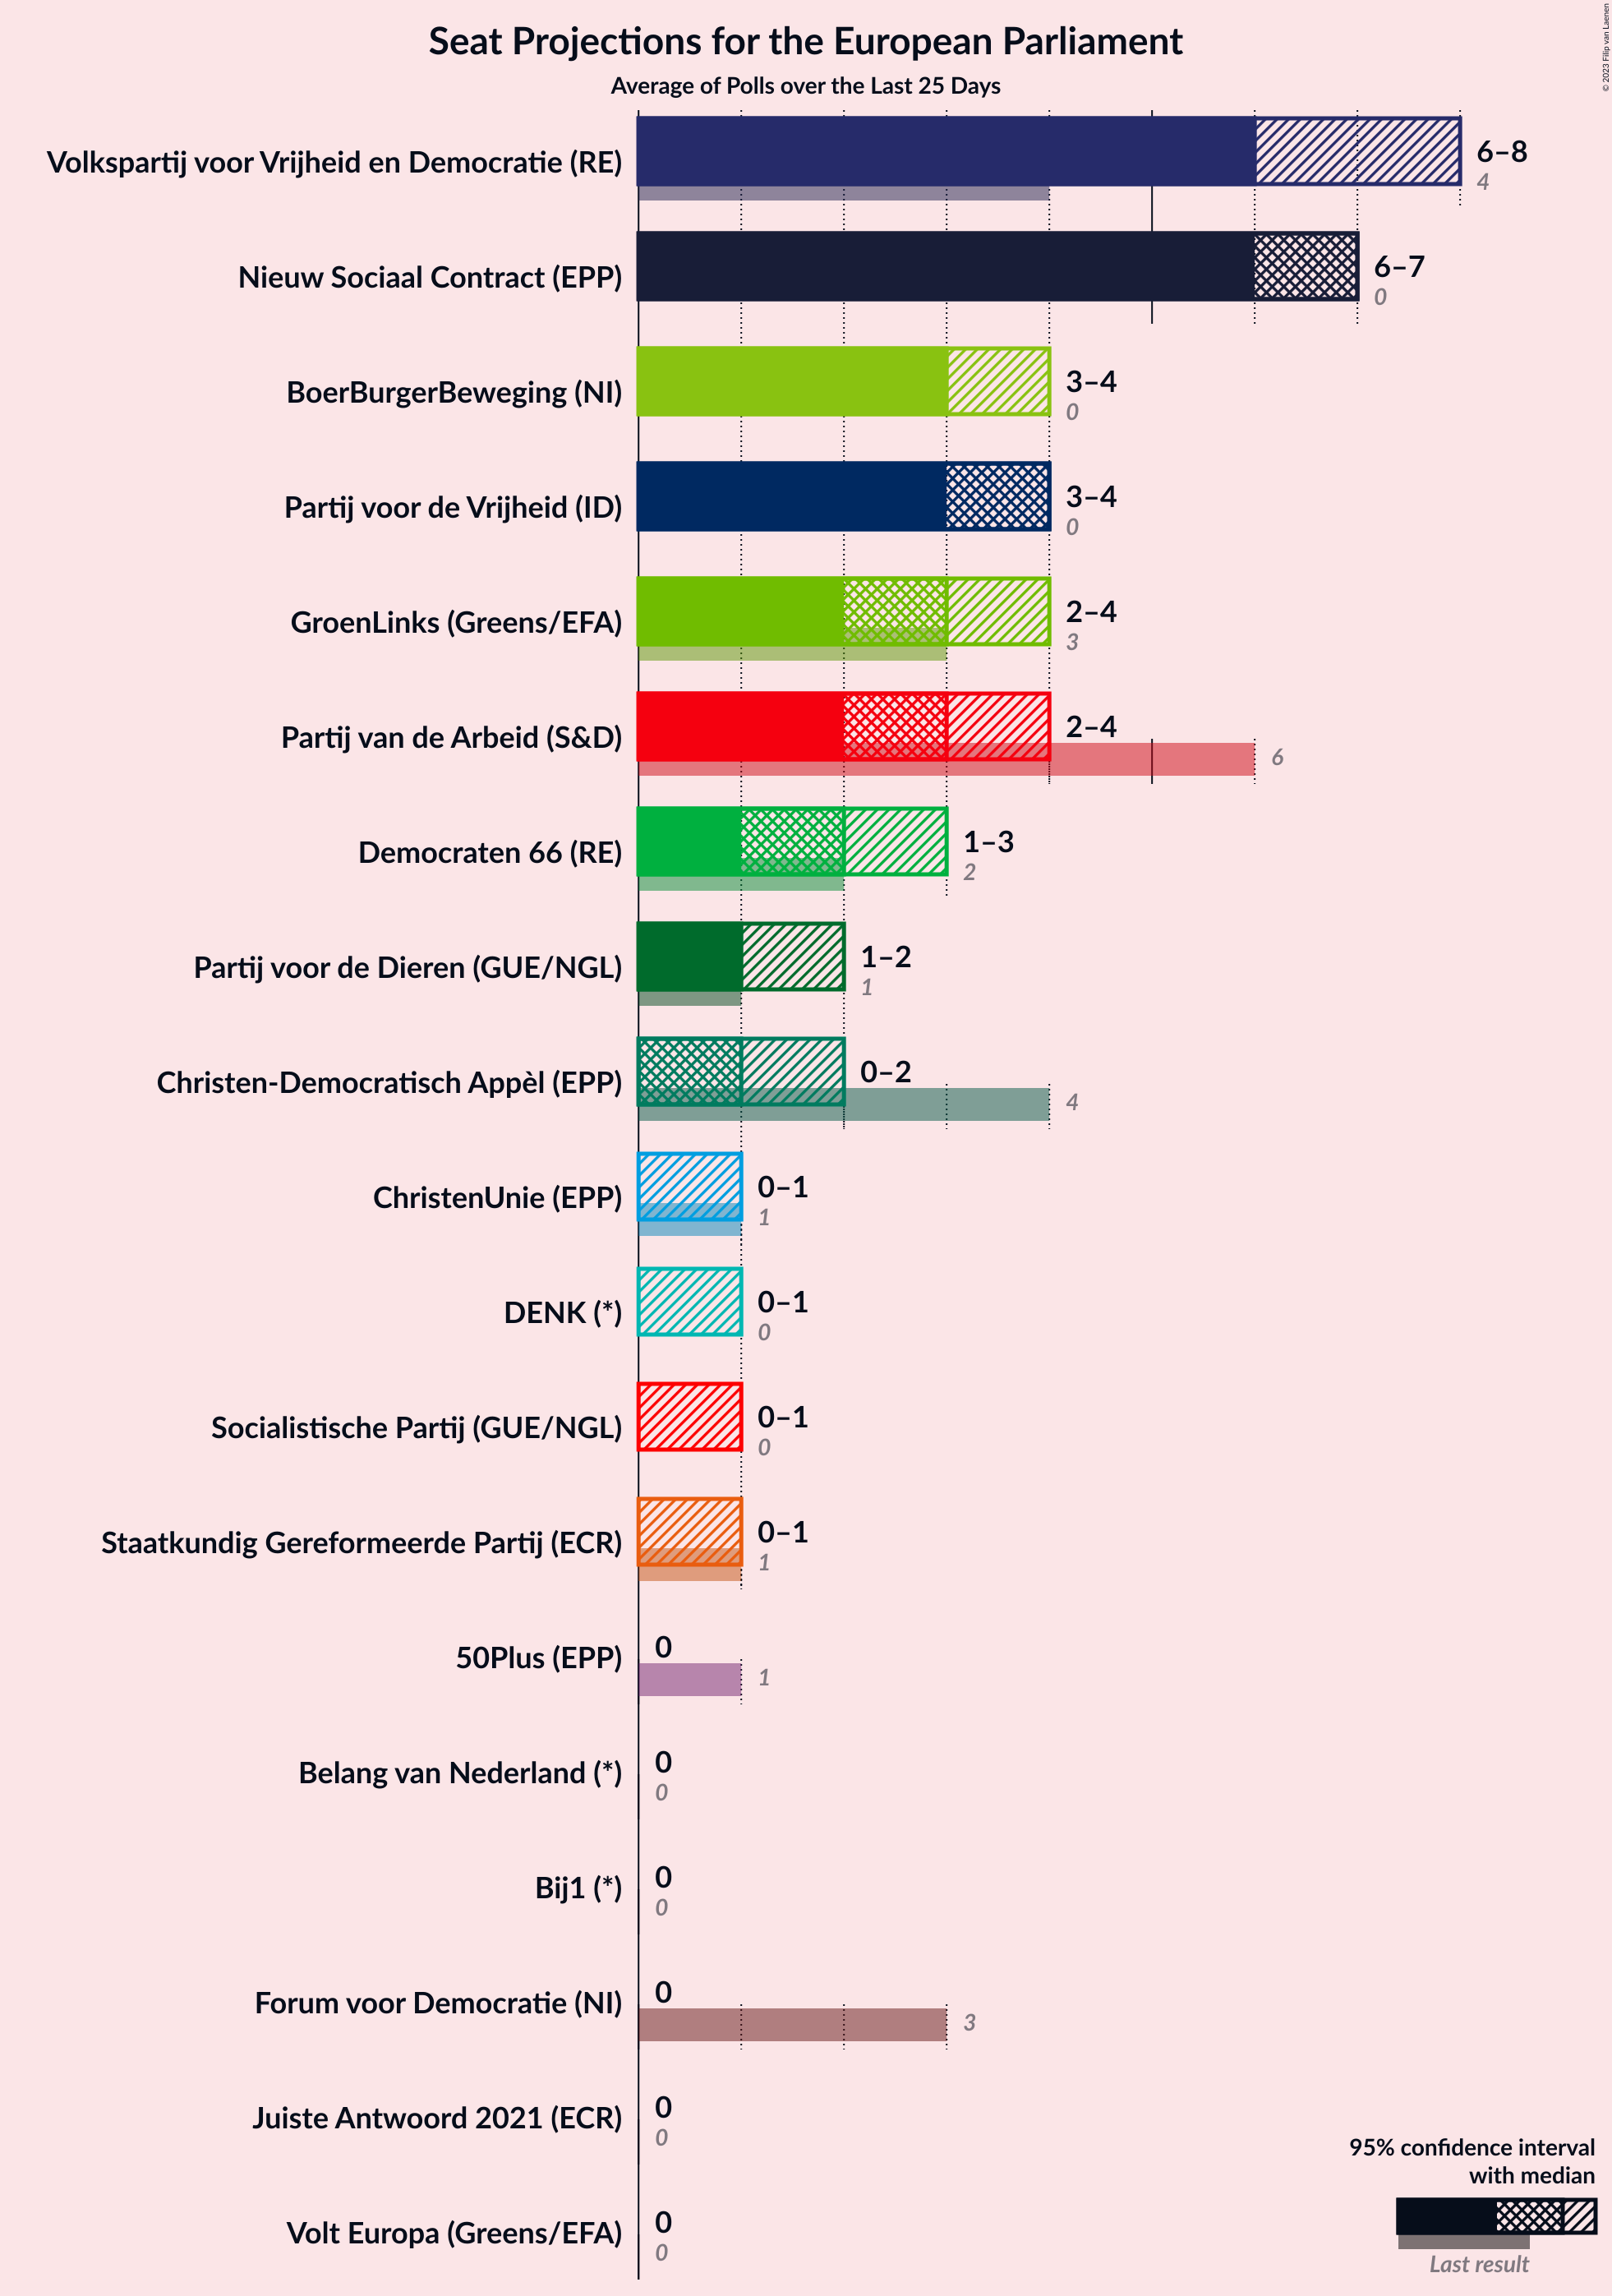 Seat Projections for the European Parliament
Average of Polls over the Last 25 Days
© 2023 Filip van Laenen
Volkspartij voor Vrijheid en Democratie (RE)
6–8
4
Nieuw Sociaal Contract (EPP)
6–7
0
BoerBurgerBeweging (NI)
3–4
0
Partij voor de Vrijheid (ID)
3–4
0
GroenLinks (Greens/EFA)
2–4
3
Partij van de Arbeid (S&D)
2–4
6
Democraten 66 (RE)
1–3
2
Partij voor de Dieren (GUE/NGL)
1–2
1
Christen-Democratisch Appèl (EPP)
0–2
4
ChristenUnie (EPP)
0–1
1
DENK (*)
0–1
0
Socialistische Partij (GUE/NGL)
0–1
0
Staatkundig Gereformeerde Partij (ECR)
0–1
1
50Plus (EPP)
0
1
Belang van Nederland (*)
0
0
Bij1 (*)
0
0
Forum voor Democratie (NI)
0
3
Juiste Antwoord 2021 (ECR)
0
0
Volt Europa (Greens/EFA)
0
0
95% confidence interval
with median
Last result